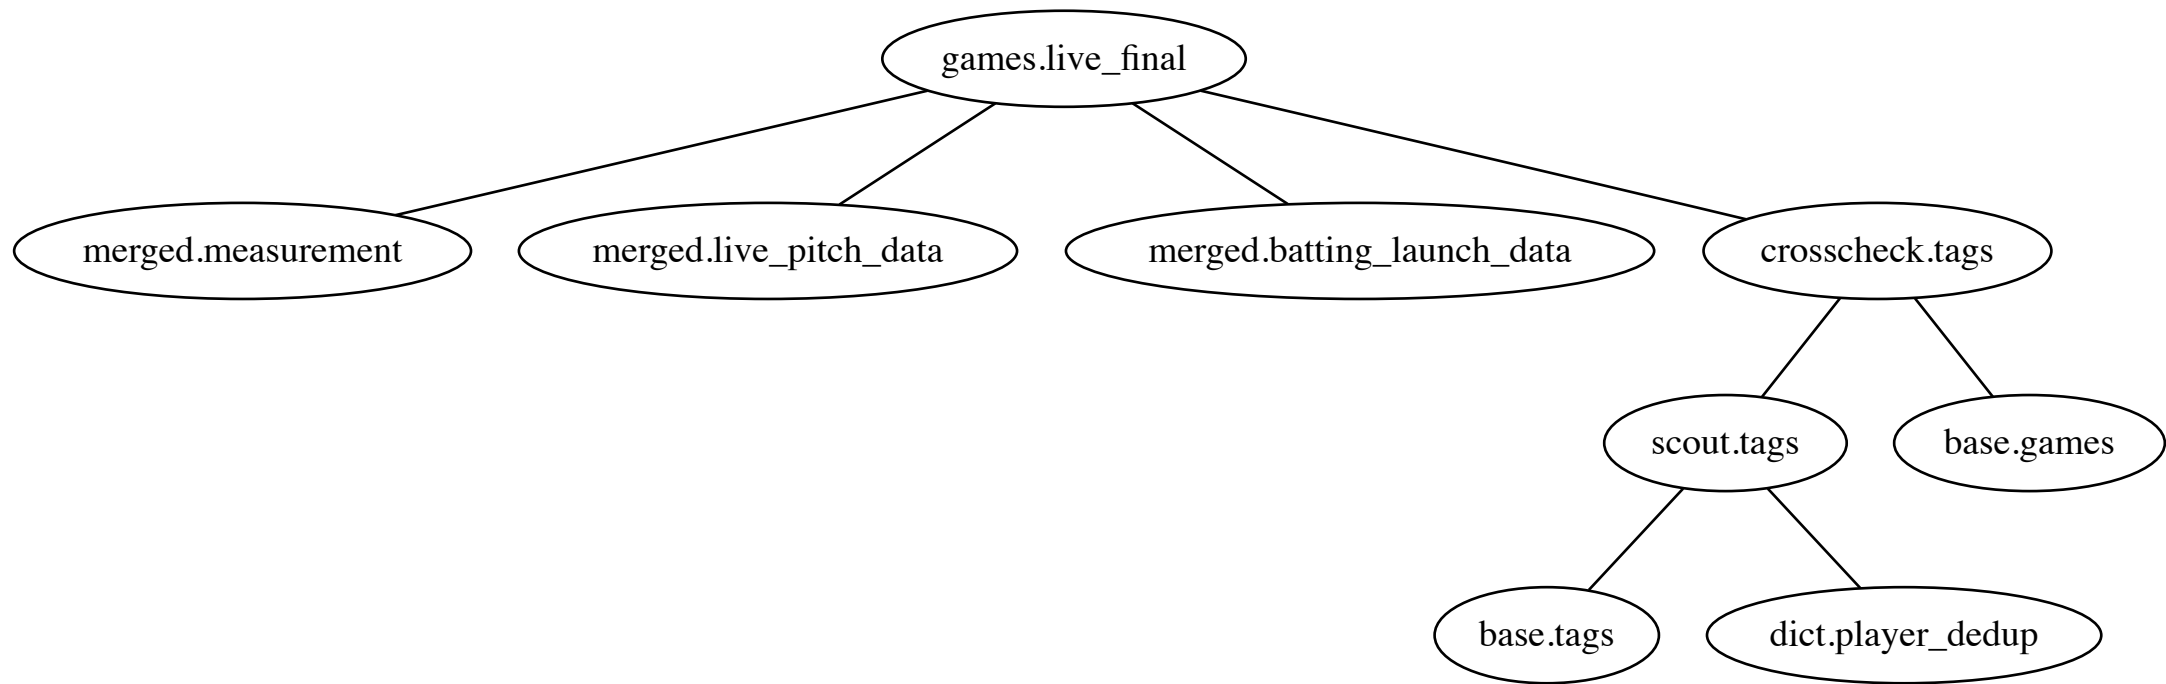 games.live_final
merged.measurement
merged.live_pitch_data
merged.batting_launch_data
crosscheck.tags
scout.tags
base.games
base.tags
dict.player_dedup